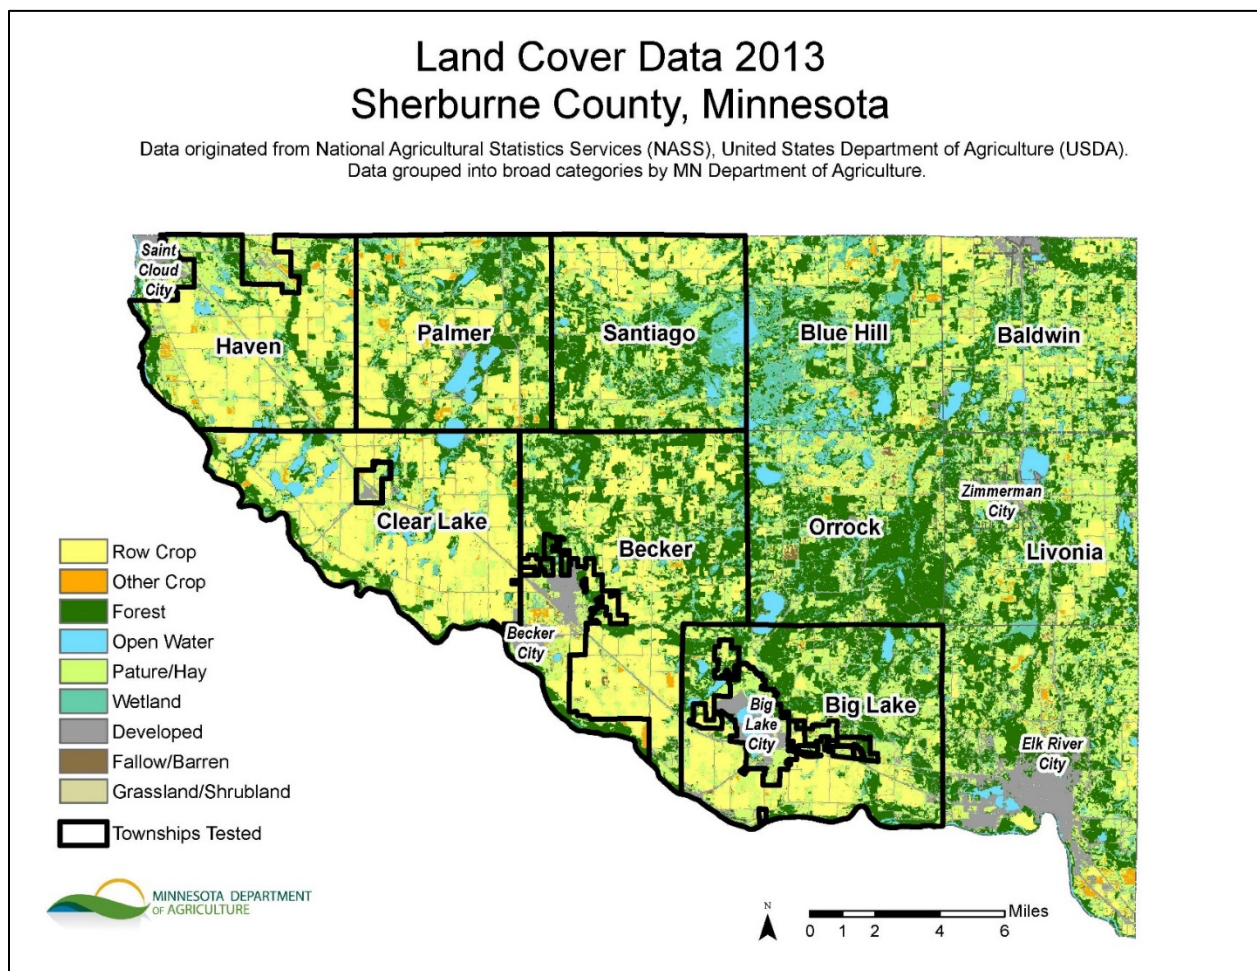 Land Cover Data 2013
Sherburne County, Minnesota
Data originated from National Agricultural Statistics Services (NASS), United States Department of Agriculture (USDA).
Data grouped into broad categories by MN Department of Agriculture.
Saint
Cloud
City
Haven
Palmer
Santiago
Blue Hill
Baldwin
Clear Lake
Becker
Orrock
Zimmerman
City
Livonia
Becker
City
Big Lake
Big
Lake
City
Elk River
City
Row Crop
Other Crop
Forest
Open Water
Pature/Hay
Wetland
Developed
Fallow/Barren
Grassland/Shrubland
Townships Tested
MINNESOTA DEPARTMENT
OF AGRICULTURE
N
Miles
0 1 2 4 6